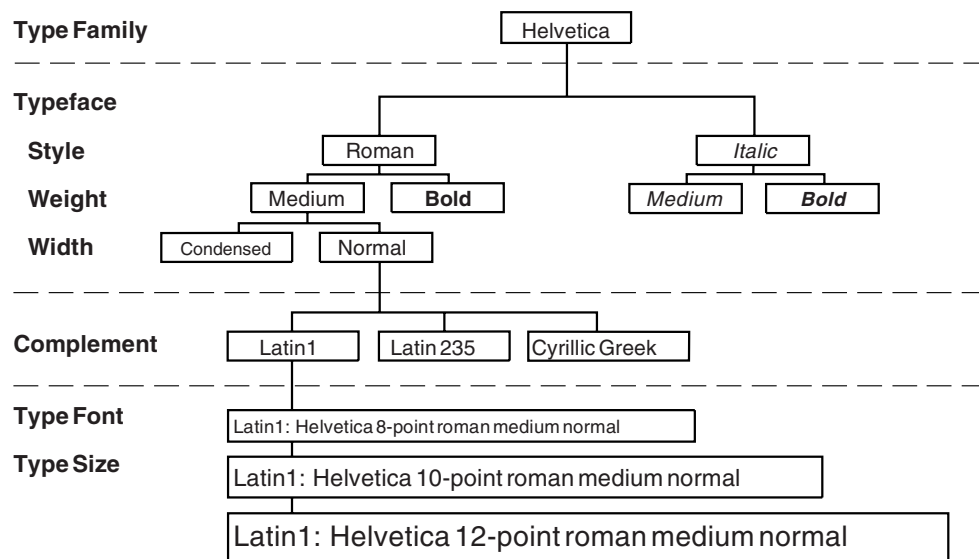 Type Family Helvetica
Typeface
Style Roman Italic
Weight Medium Bold Medium Bold
Width Condensed Normal
Complement Latin1 Latin 235 Cyrillic Greek
Type Font
Latin1: Helvetica 8-point roman medium normal
Type Size Latin1: Helvetica 10-point roman medium normal
Latin1: Helvetica 12-point roman medium normal